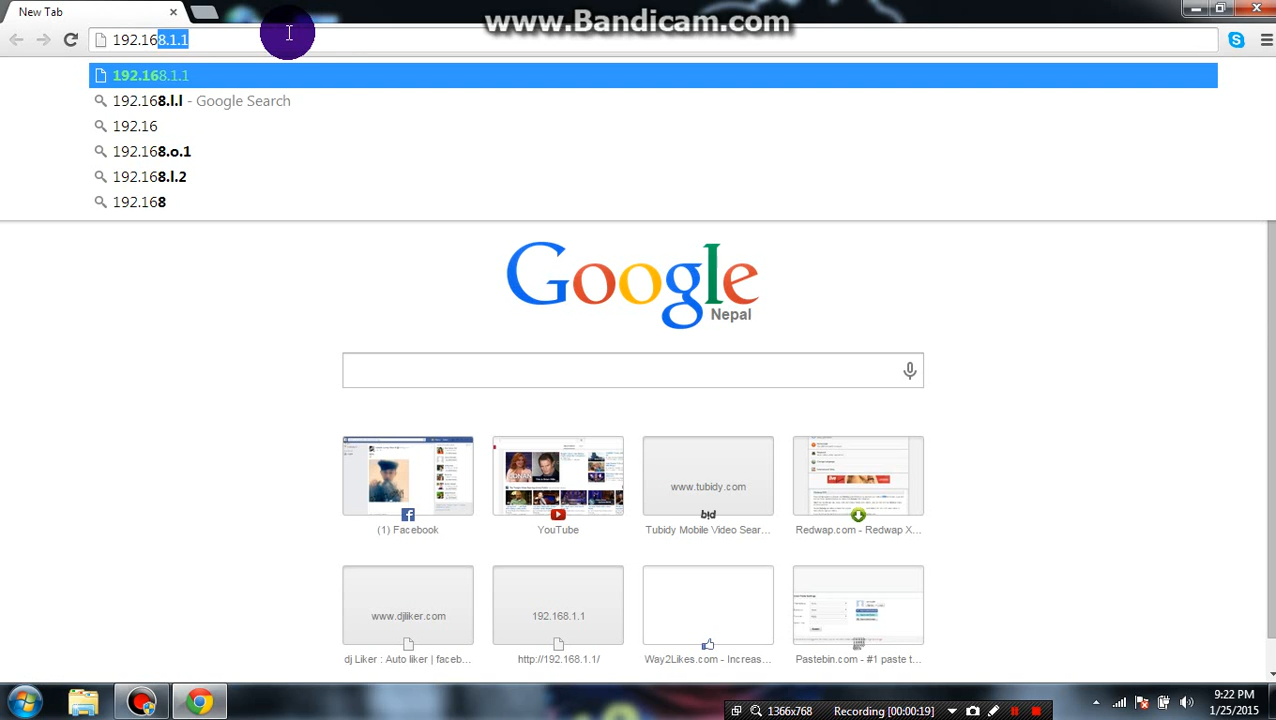 New Tab
www.Bandicam.com
192.168.1.1
192.168.1.1
192.168.l.l - Google Search
192.16
192.168.o.1
192.168.l.2
192.168
Google
Nepal
www.tubidy.com
bid
(1) Facebook
YouTube
Tubidy Mobile Video Sear...
Redwap.com - Redwap X...
www.djliker.com
192.168.1.1
dj Liker : Auto liker | faceb...
http://192.168.1.1/
Way2Likes.com - Increas...
Pastebin.com - #1 paste t...
1366x768
Recording [00:00:19]
9:22 PM
1/25/2015